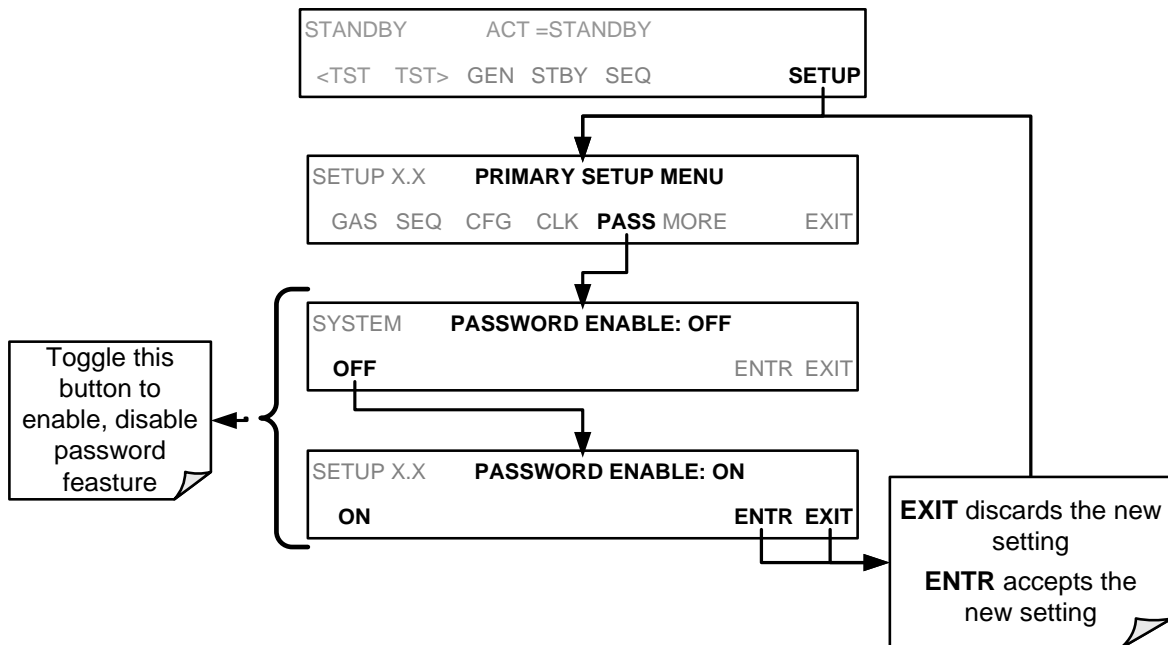 STANDBY ACT =STANDBY
<TST TST> GEN STBY SEQ SETUP
SETUP X.X PRIMARY SETUP MENU
GAS SEQ CFG CLK PASS MORE EXIT
SYSTEM PASSWORD ENABLE: OFF
OFF ENTR EXIT
Toggle this
button to
enable, disable
password
feasture
SETUP X.X PASSWORD ENABLE: ON
ON ENTR EXIT
EXIT discards the new
setting
ENTR accepts the
new setting